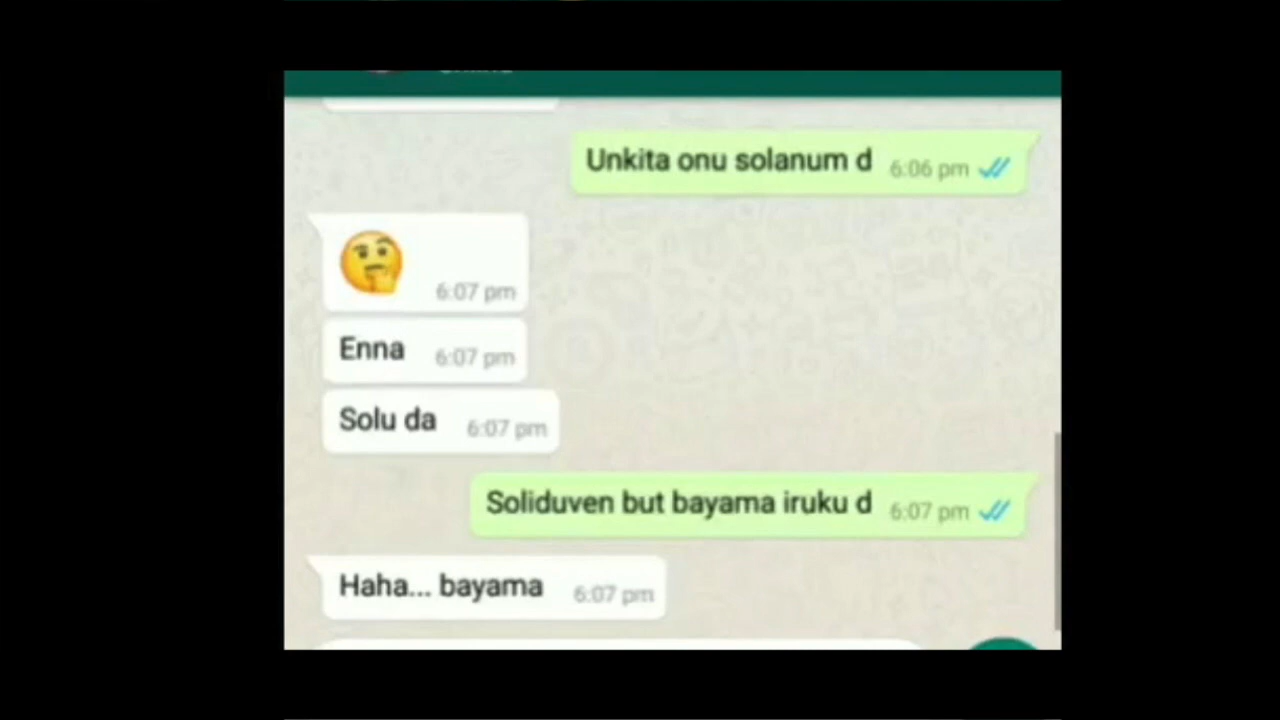 Unkita onu solanum d 6:06 pm
🤔 6:07 pm
Enna 6:07 pm
Solu da 6:07 pm
Soliduven but bayama iruku d 6:07 pm
Haha... bayama 6:07 pm